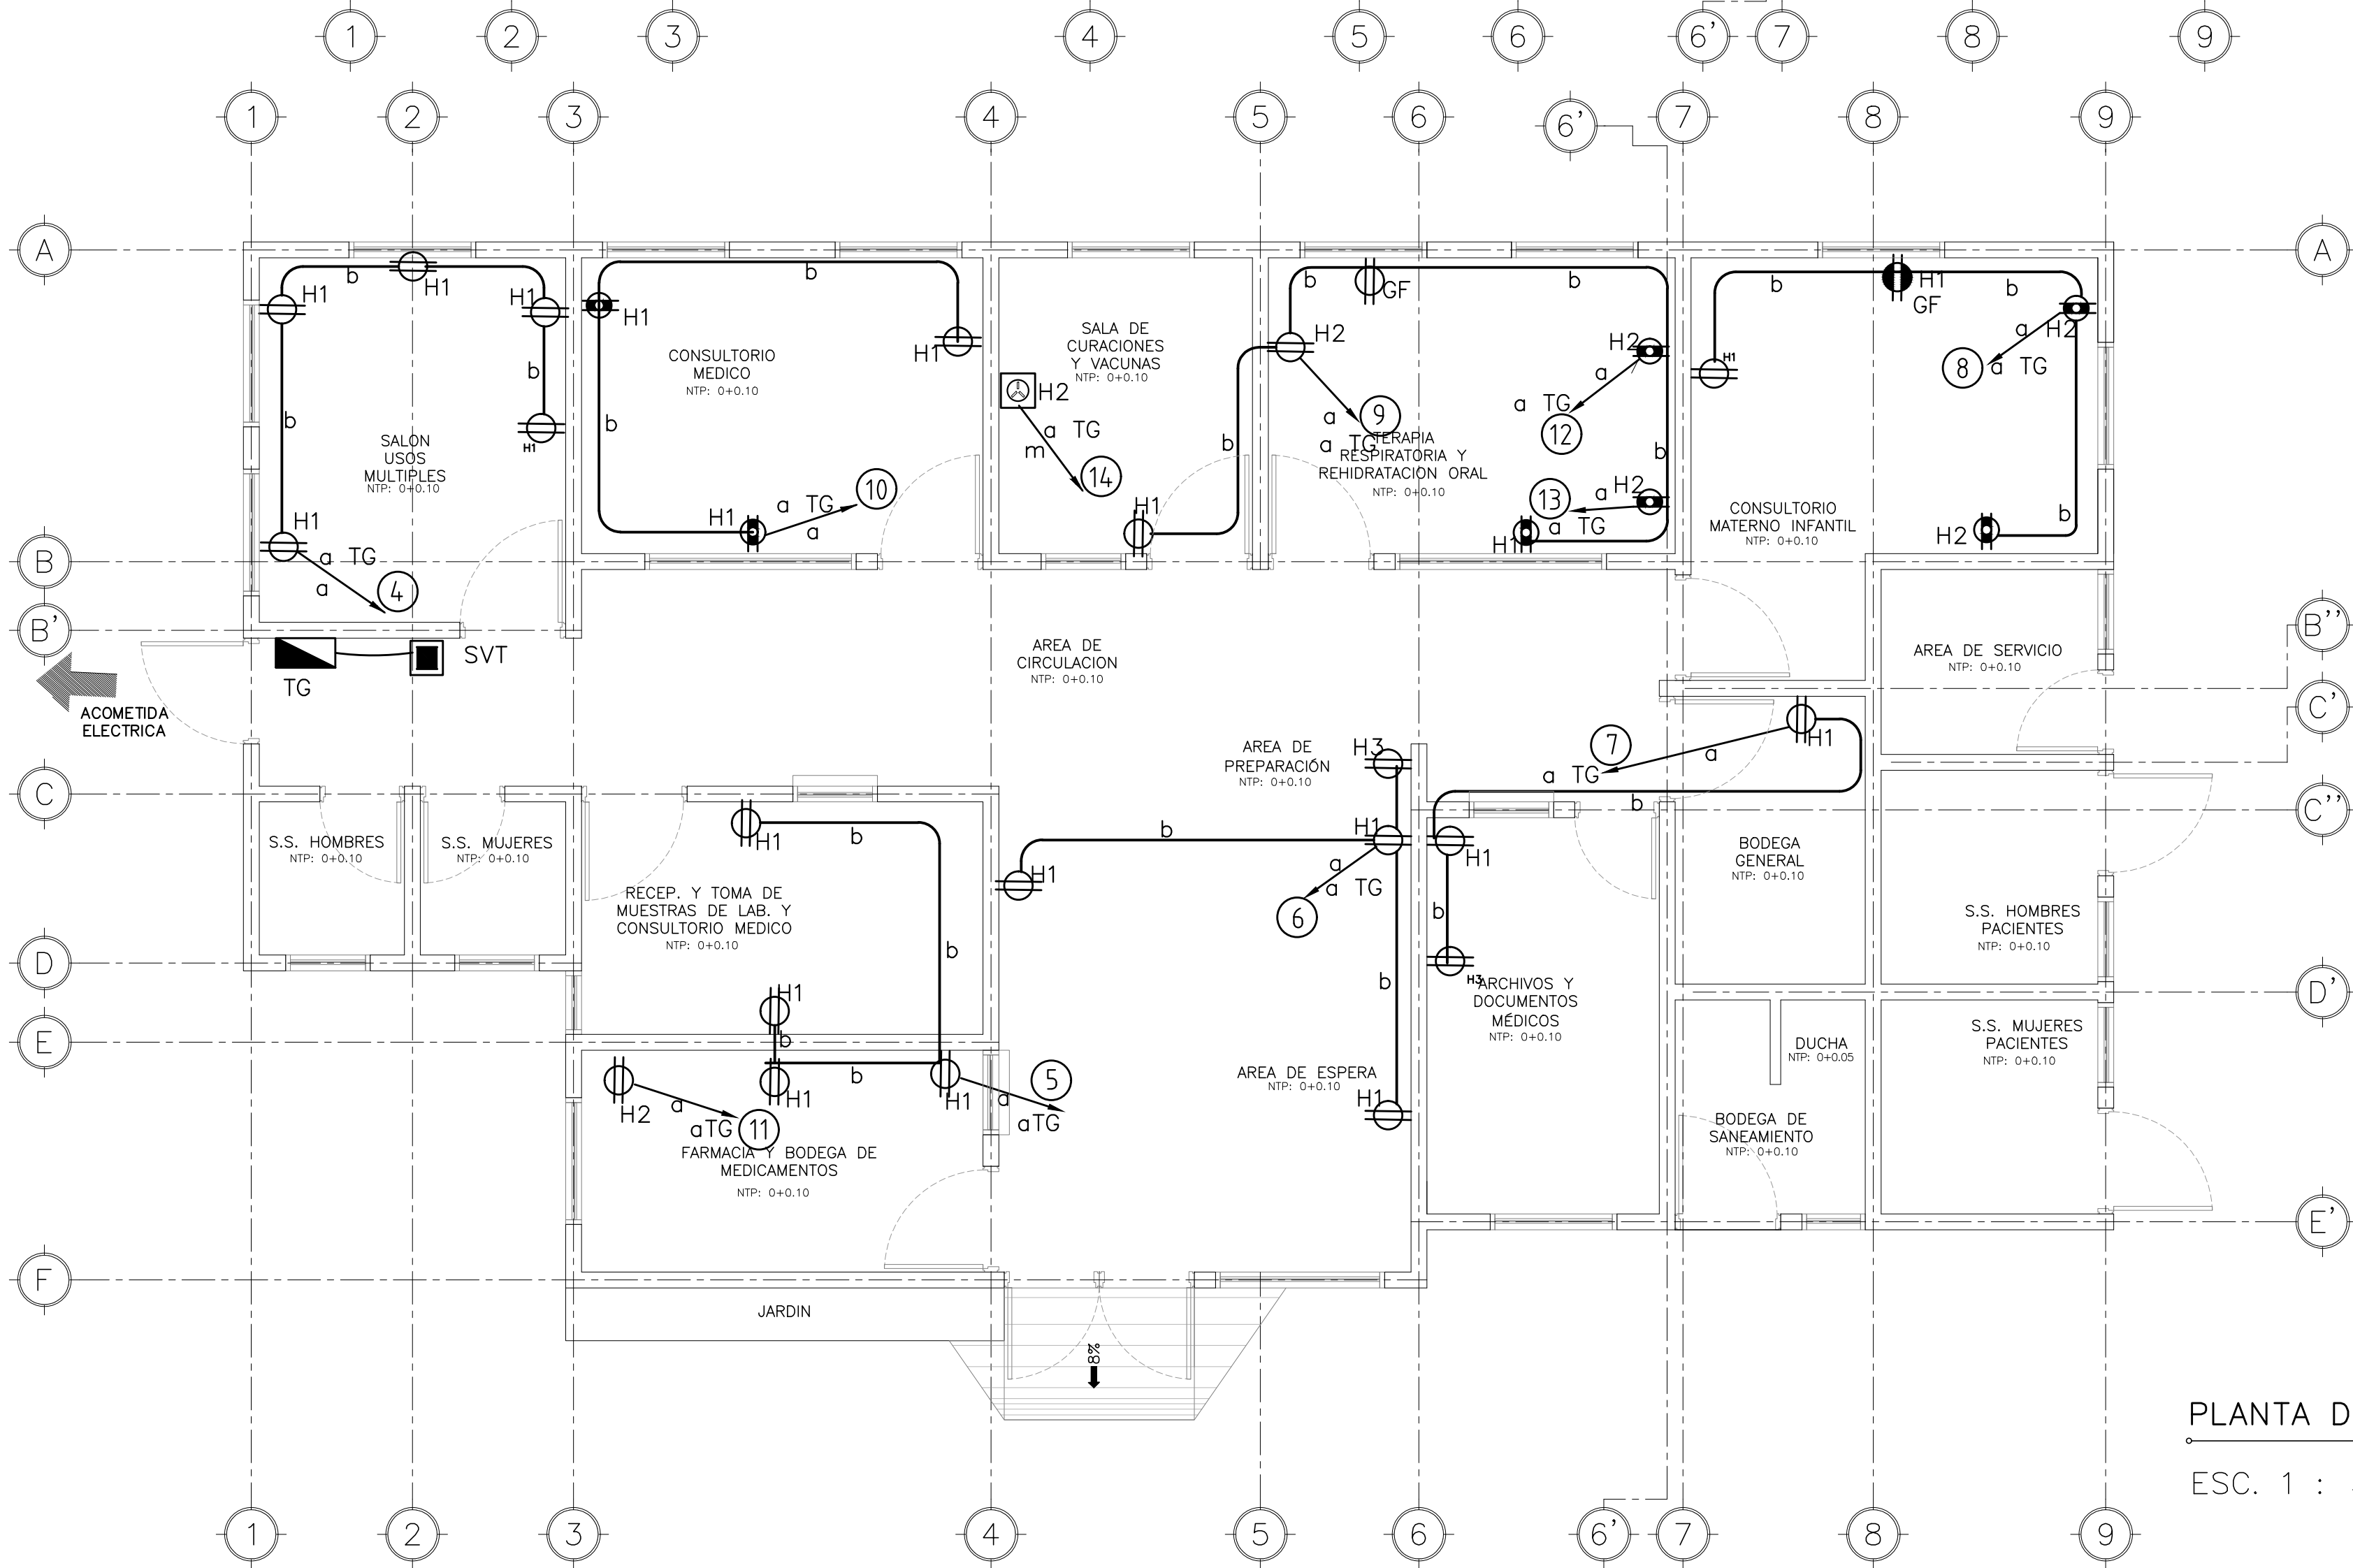 1 2 3 4 5 6 6' 7 8 9
1 2 3 4 5 6 6' 7 8 9
A A
b H1 b
H1
H1
b
b
H1
SALON
USOS
MULTIPLES
NTP: 0+0.10
H1
a TG
a
4
b
H1
H1
CONSULTORIO
MEDICO
NTP: 0+0.10
b
H1
a TG
a
10
SALA DE
CURACIONES
Y VACUNAS
NTP: 0+0.10
H2
a TG
m
14
H1
b
b
GF
b
H2
a
9
a TG
TERAPIA
RESPIRATORIA Y
REHIDRATACION ORAL
NTP: 0+0.10
H2
a
a TG
12
b
H2
a
13
a TG
H1
b
H1
GF
b
H1
a H2
8
a TG
CONSULTORIO
MATERNO INFANTIL
NTP: 0+0.10
b
H2
B
B'
B''
TG
SVT
ACOMETIDA
ELECTRICA
AREA DE
CIRCULACION
NTP: 0+0.10
AREA DE SERVICIO
NTP: 0+0.10
C'
AREA DE
PREPARACIÓN
NTP: 0+0.10
H3
7
H1
a
a TG
b
C
C''
S.S. HOMBRES
NTP: 0+0.10
S.S. MUJERES
NTP: 0+0.10
H1
b
RECEP. Y TOMA DE
MUESTRAS DE LAB. Y
CONSULTORIO MEDICO
NTP: 0+0.10
b
H1
b
H1
H1
a
a TG
6
H1
b
H3
BODEGA
GENERAL
NTP: 0+0.10
S.S. HOMBRES
PACIENTES
NTP: 0+0.10
D
D'
b
ARCHIVOS Y
DOCUMENTOS
MÉDICOS
NTP: 0+0.10
DUCHA
NTP: 0+0.05
S.S. MUJERES
PACIENTES
NTP: 0+0.10
E
H1
b
b
H1
H1
a
5
aTG
H2
a
aTG
11
FARMACIA Y BODEGA DE
MEDICAMENTOS
NTP: 0+0.10
AREA DE ESPERA
NTP: 0+0.10
H1
BODEGA DE
SANEAMIENTO
NTP: 0+0.10
E'
F
JARDIN
8%
PLANTA D
ESC. 1 :
1 2 3 4 5 6 6' 7 8 9